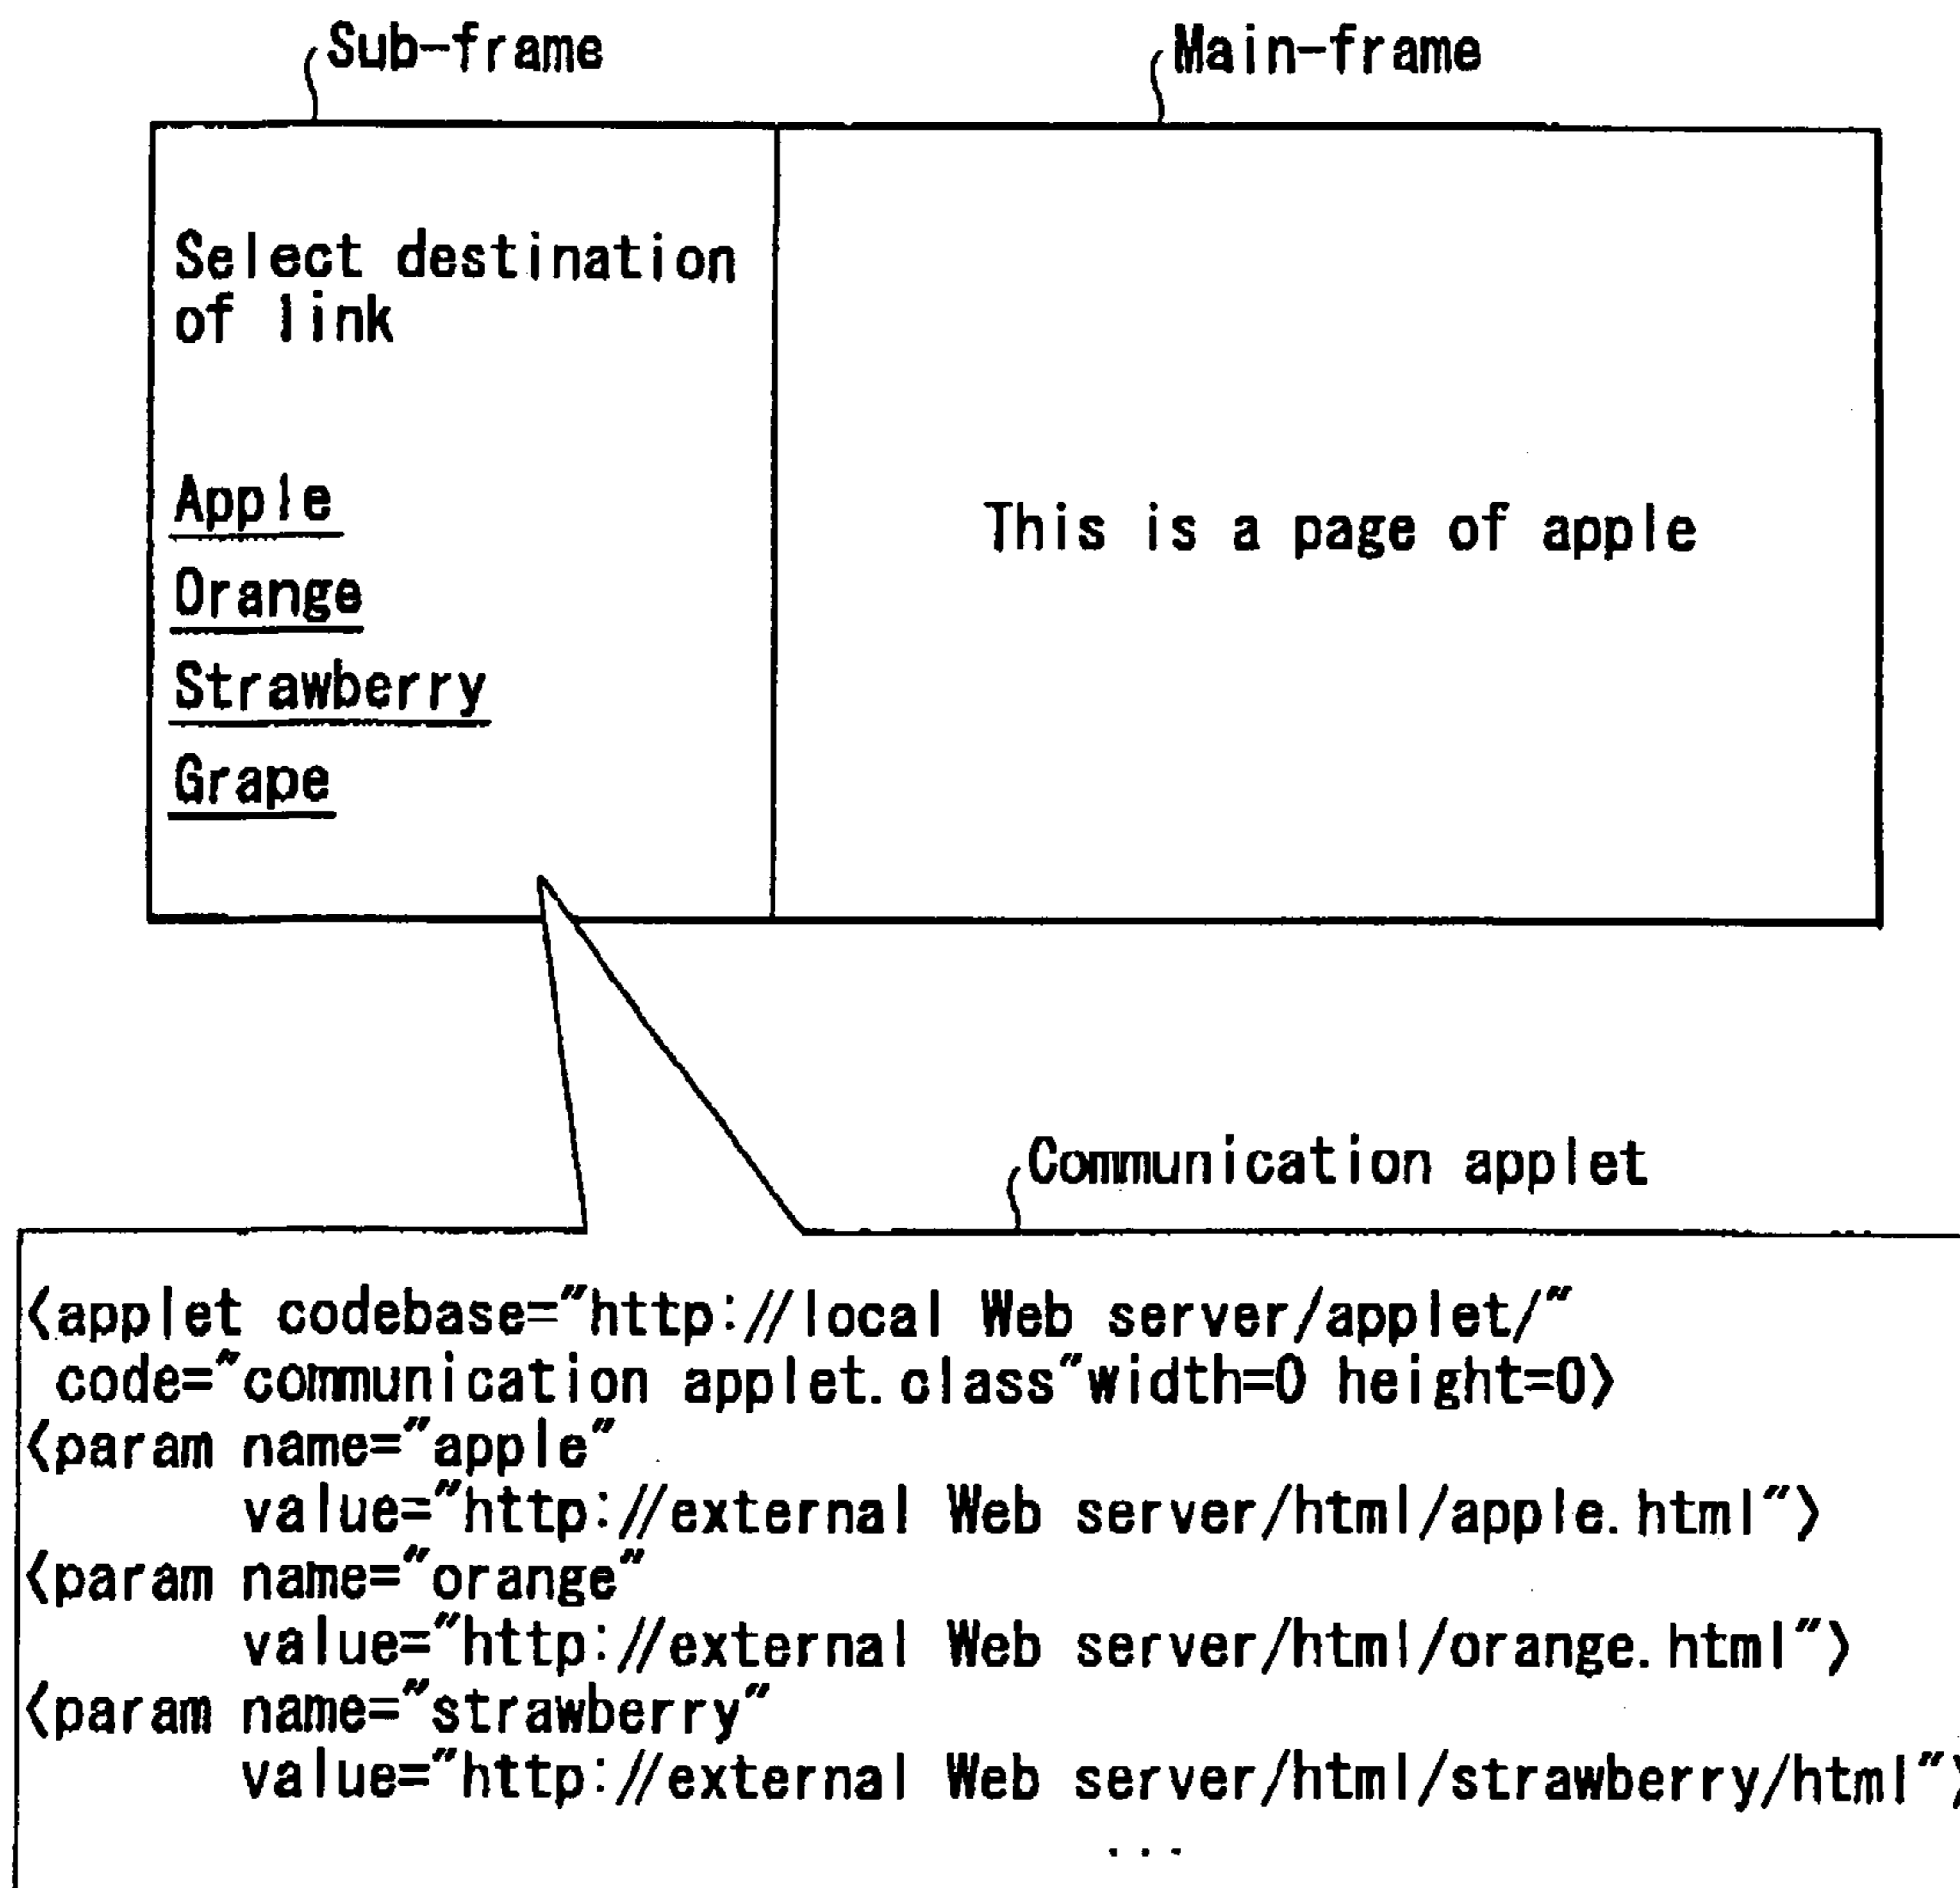 Sub-frame
Main-frame
Select destination
of link
Apple
Orange
Strawberry
Grape
This is a page of apple
Communication applet
<applet codebase="http://local Web server/applet/"
code="communication applet.class"width=0 height=0>
<param name="apple"
value="http://external Web server/html/apple.html">
<param name="orange"
value="http://external Web server/html/orange.html">
<param name="strawberry"
value="http://external Web server/html/strawberry/html">
...